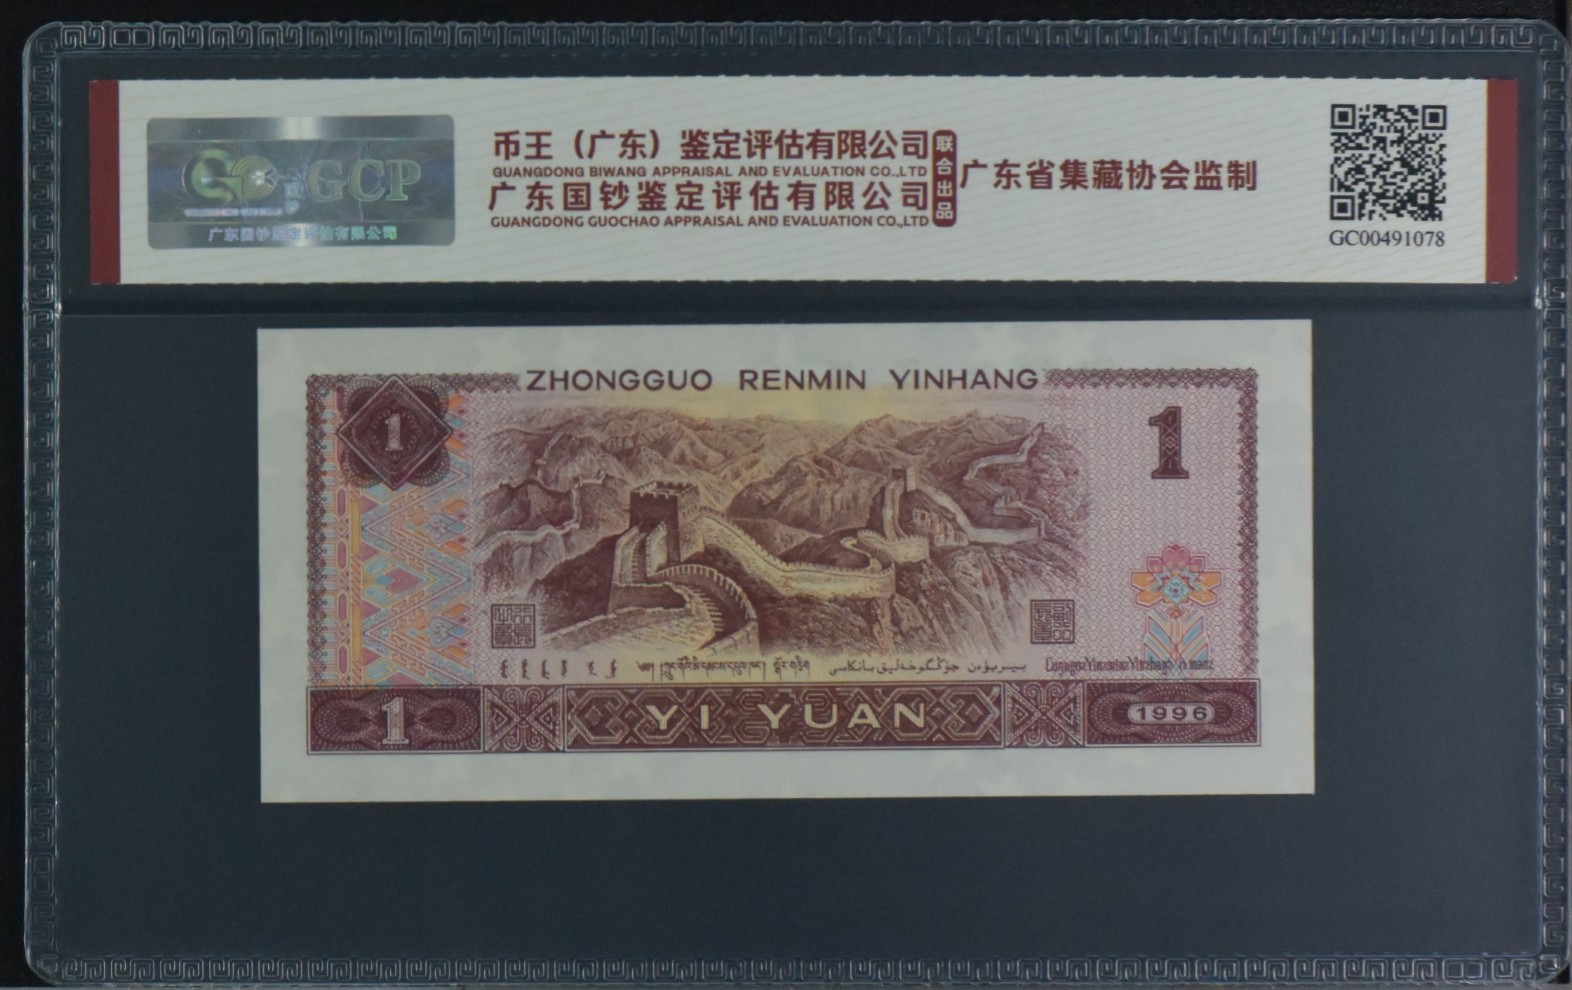 币王（广东）鉴定评估有限公司
GUANGDONG BIWANG APPRAISAL AND EVALUATION CO.,LTD
广东国钞鉴定评估有限公司
GUANGDONG GUOCHAO APPRAISAL AND EVALUATION CO.,LTD
联合出品
广东省集藏协会监制
GCP
广东国钞鉴定评估有限公司
GC00491078
ZHONGGUO RENMIN YINHANG
1
1
1
YI YUAN
1996